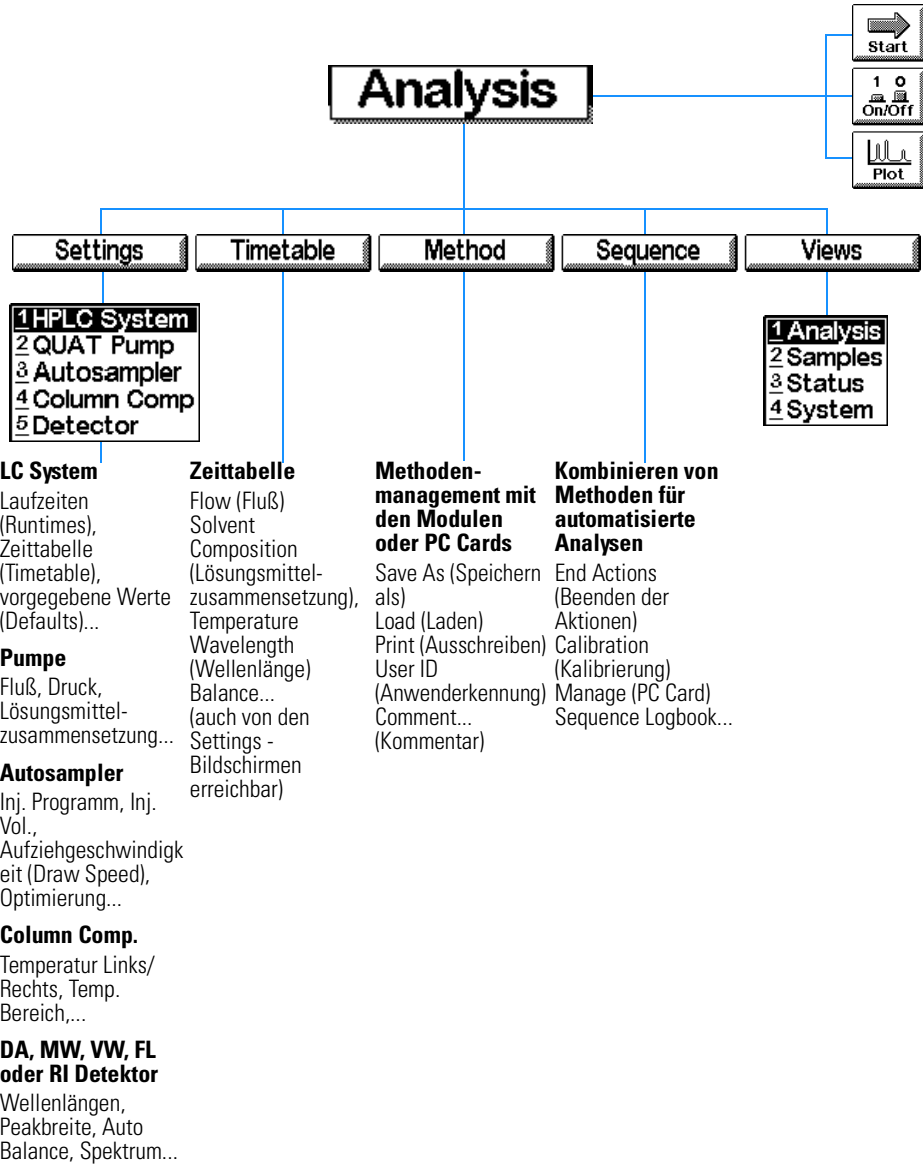 Start
Analysis
1 0
On/Off
Plot
Settings
Timetable
Method
Sequence
Views
1 HPLC System
2 QUAT Pump
3 Autosampler
4 Column Comp
5 Detector
1 Analysis
2 Samples
3 Status
4 System
LC System
Laufzeiten
(Runtimes),
Zeittabelle
(Timetable),
vorgegebene Werte
(Defaults)...
Pumpe
Fluß, Druck,
Lösungsmittel-
zusammensetzung...
Autosampler
Inj. Programm, Inj.
Vol.,
Aufziehgeschwindigk
eit (Draw Speed),
Optimierung...
Column Comp.
Temperatur Links/
Rechts, Temp.
Bereich,...
DA, MW, VW, FL
oder RI Detektor
Wellenlängen,
Peakbreite, Auto
Balance, Spektrum...
Zeittabelle
Flow (Fluß)
Solvent
Composition
(Lösungsmittel-
zusammensetzung),
Temperature
Wavelength
(Wellenlänge)
Balance...
(auch von den
Settings -
Bildschirmen
erreichbar)
Methoden-
management mit
den Modulen
oder PC Cards
Save As (Speichern
als)
Load (Laden)
Print (Ausschreiben)
User ID
(Anwenderkennung)
Comment...
(Kommentar)
Kombinieren von
Methoden für
automatisierte
Analysen
End Actions
(Beenden der
Aktionen)
Calibration
(Kalibrierung)
Manage (PC Card)
Sequence Logbook...